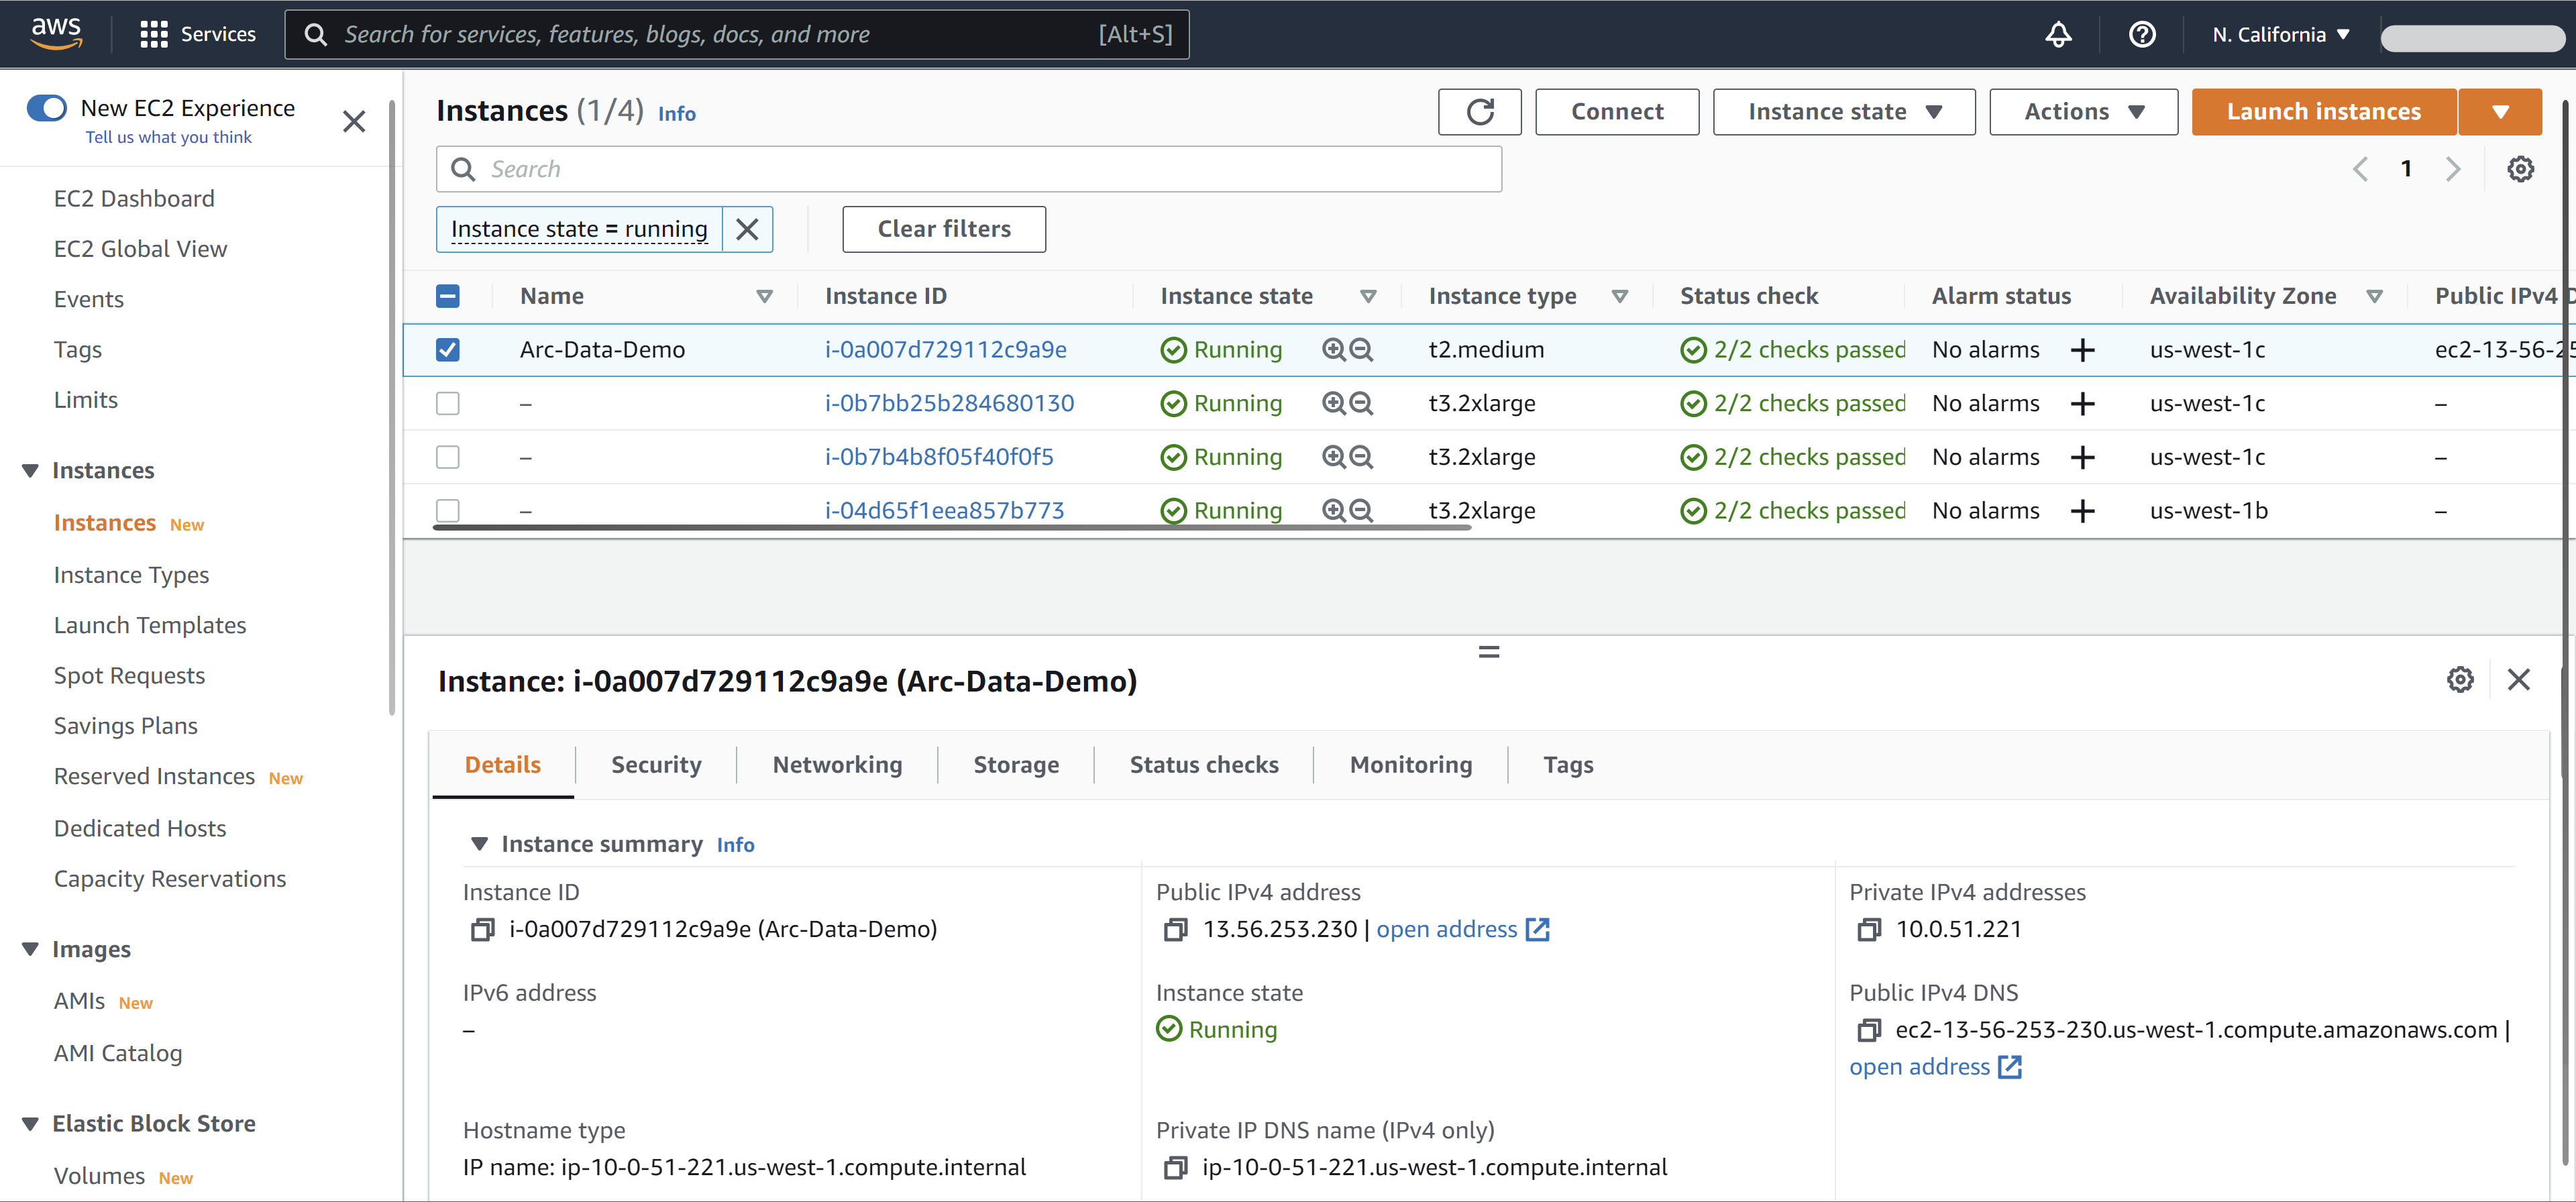 aws Services Search for services, features, blogs, docs, and more [Alt+S] N. California
New EC2 Experience
Tell us what you think
EC2 Dashboard
EC2 Global View
Events
Tags
Limits
Instances
Instances New
Instance Types
Launch Templates
Spot Requests
Savings Plans
Reserved Instances New
Dedicated Hosts
Capacity Reservations
Images
AMIs New
AMI Catalog
Elastic Block Store
Volumes New
Instances (1/4) Info Connect Instance state Actions Launch instances
Search 1
Instance state = running Clear filters
Name Instance ID Instance state Instance type Status check Alarm status Availability Zone Public IPv4 D
Arc-Data-Demo i-0a007d729112c9a9e Running t2.medium 2/2 checks passed No alarms + us-west-1c ec2-13-56-25
– i-0b7bb25b284680130 Running t3.2xlarge 2/2 checks passed No alarms + us-west-1c –
– i-0b7b4b8f05f40f0f5 Running t3.2xlarge 2/2 checks passed No alarms + us-west-1c –
– i-04d65f1eea857b773 Running t3.2xlarge 2/2 checks passed No alarms + us-west-1b –
Instance: i-0a007d729112c9a9e (Arc-Data-Demo)
Details Security Networking Storage Status checks Monitoring Tags
Instance summary Info
Instance ID Public IPv4 address Private IPv4 addresses
i-0a007d729112c9a9e (Arc-Data-Demo) 13.56.253.230 | open address 10.0.51.221
IPv6 address Instance state Public IPv4 DNS
– Running ec2-13-56-253-230.us-west-1.compute.amazonaws.com |
open address
Hostname type Private IP DNS name (IPv4 only)
IP name: ip-10-0-51-221.us-west-1.compute.internal ip-10-0-51-221.us-west-1.compute.internal